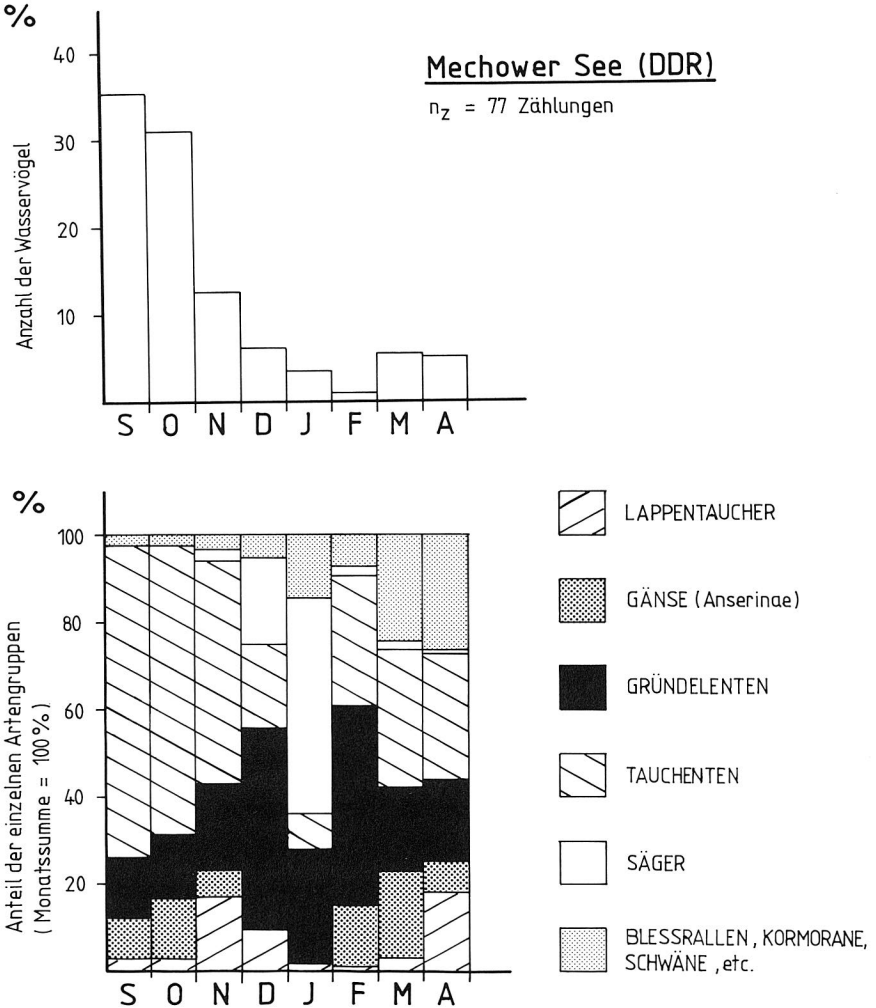 %
Mechower See (DDR)
nz = 77 Zählungen
Anzahl der Wasservögel
40
30
20
10
S O N D J F M A
%
Anteil der einzelnen Artengruppen
(Monatssumme = 100%)
100
80
60
40
20
S O N D J F M A
LAPPENTAUCHER
GÄNSE (Anserinae)
GRÜNDELENTEN
TAUCHENTEN
SÄGER
BLESSRALLEN, KORMORANE,
SCHWÄNE, etc.